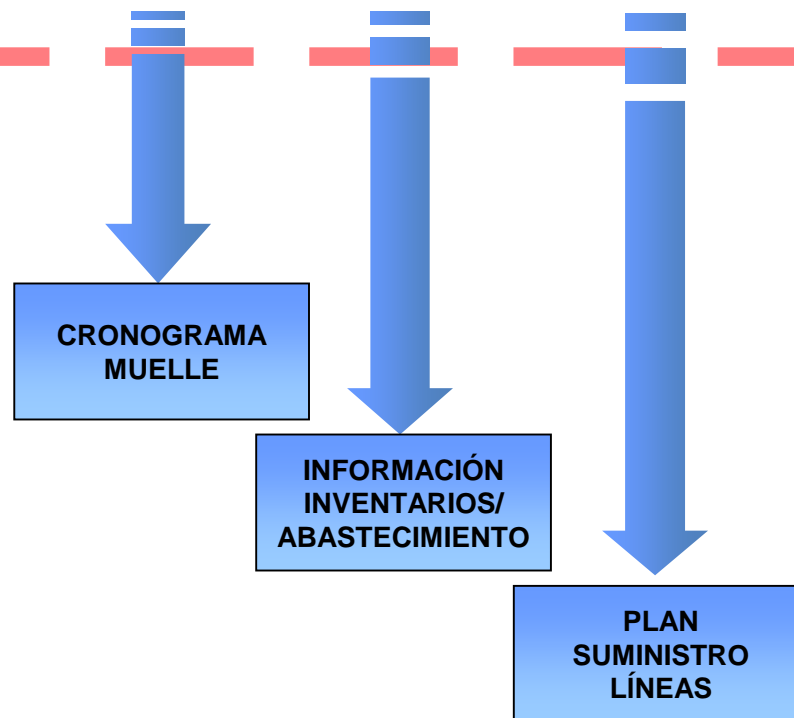 CRONOGRAMA
MUELLE
INFORMACIÓN
INVENTARIOS/
ABASTECIMIENTO
PLAN
SUMINISTRO
LÍNEAS